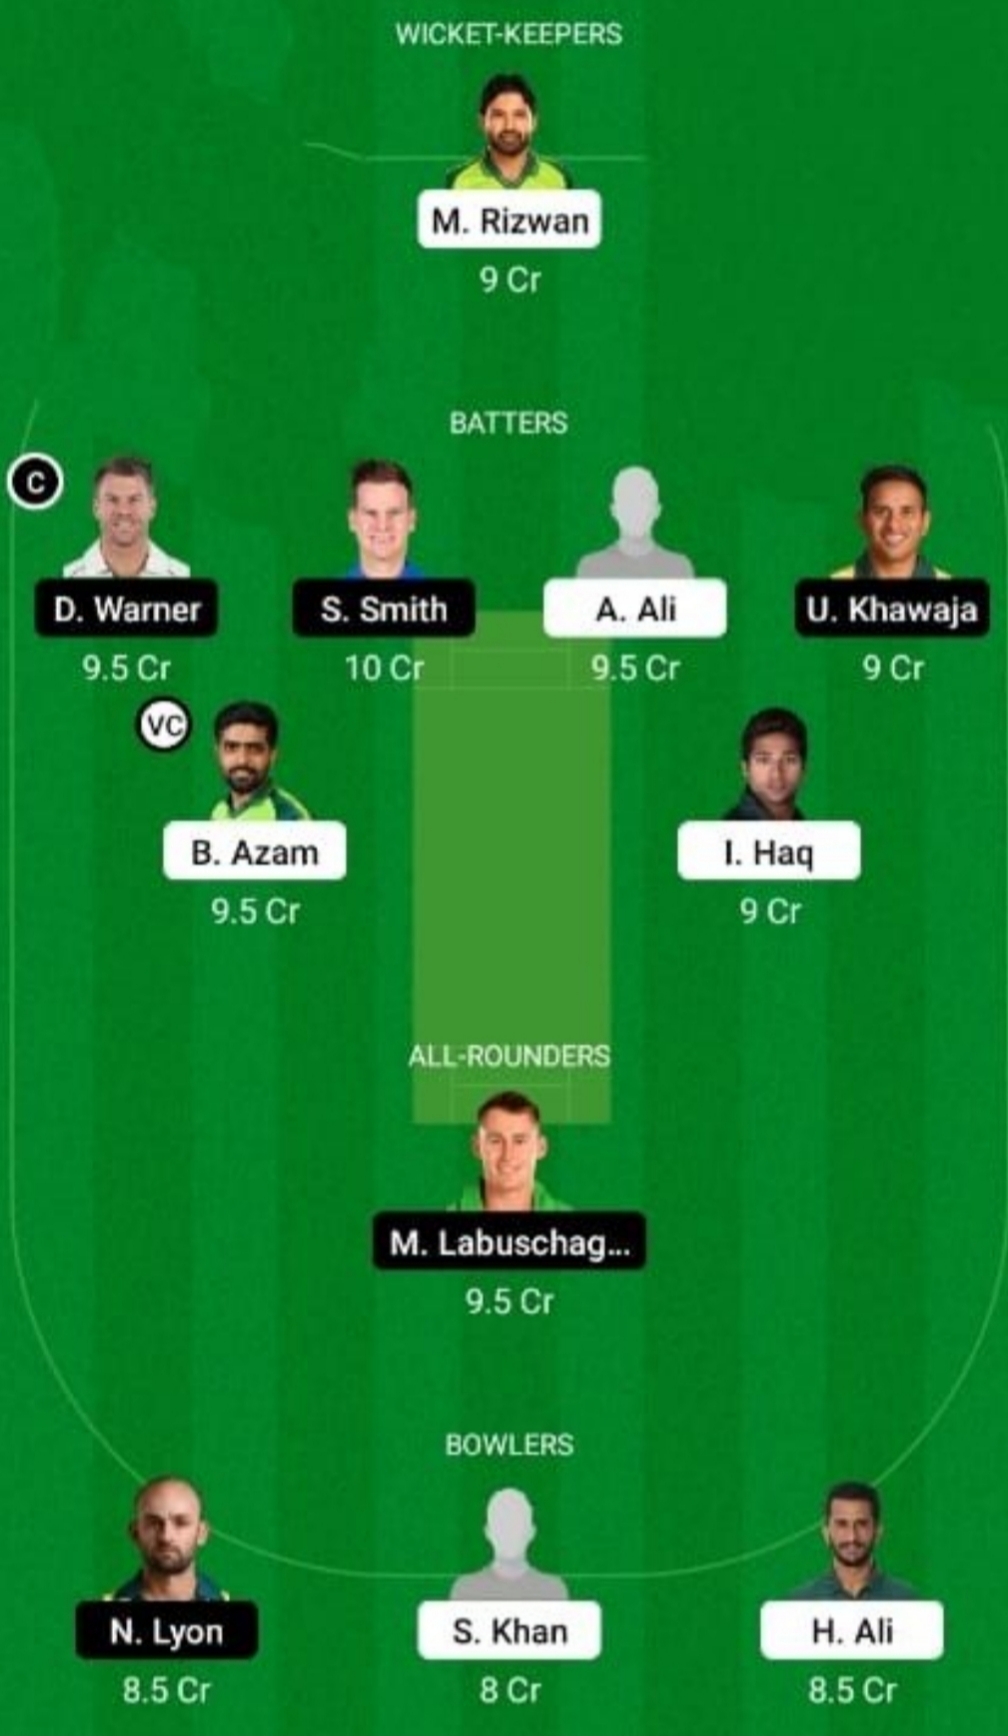 WICKET-KEEPERS
M. Rizwan
9 Cr
BATTERS
C
D. Warner
S. Smith
A. Ali
U. Khawaja
9.5 Cr
10 Cr
9.5 Cr
9 Cr
VC
B. Azam
I. Haq
9.5 Cr
9 Cr
ALL-ROUNDERS
M. Labuschag...
9.5 Cr
BOWLERS
N. Lyon
S. Khan
H. Ali
8.5 Cr
8 Cr
8.5 Cr